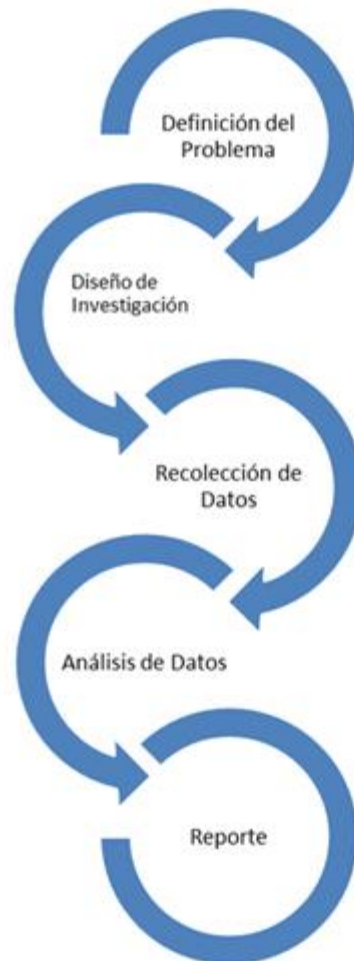 Definición del
Problema
Diseño de
Investigación
Recolección de
Datos
Análisis de Datos
Reporte